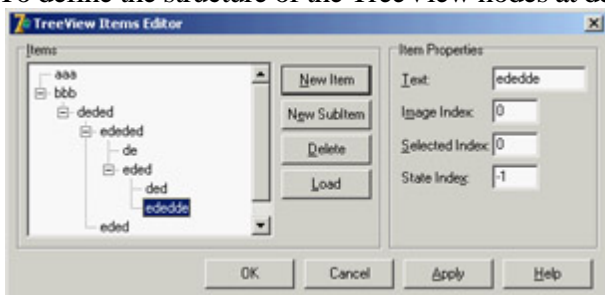 To define the structure of the TreeView nodes at de
TreeView Items Editor
Items
aaa
bbb
deded
ededed
de
eded
ded
ededde
eded
New Item
New SubItem
Delete
Load
Item Properties
Text: ededde
Image Index: 0
Selected Index: 0
State Index: -1
OK
Cancel
Apply
Help